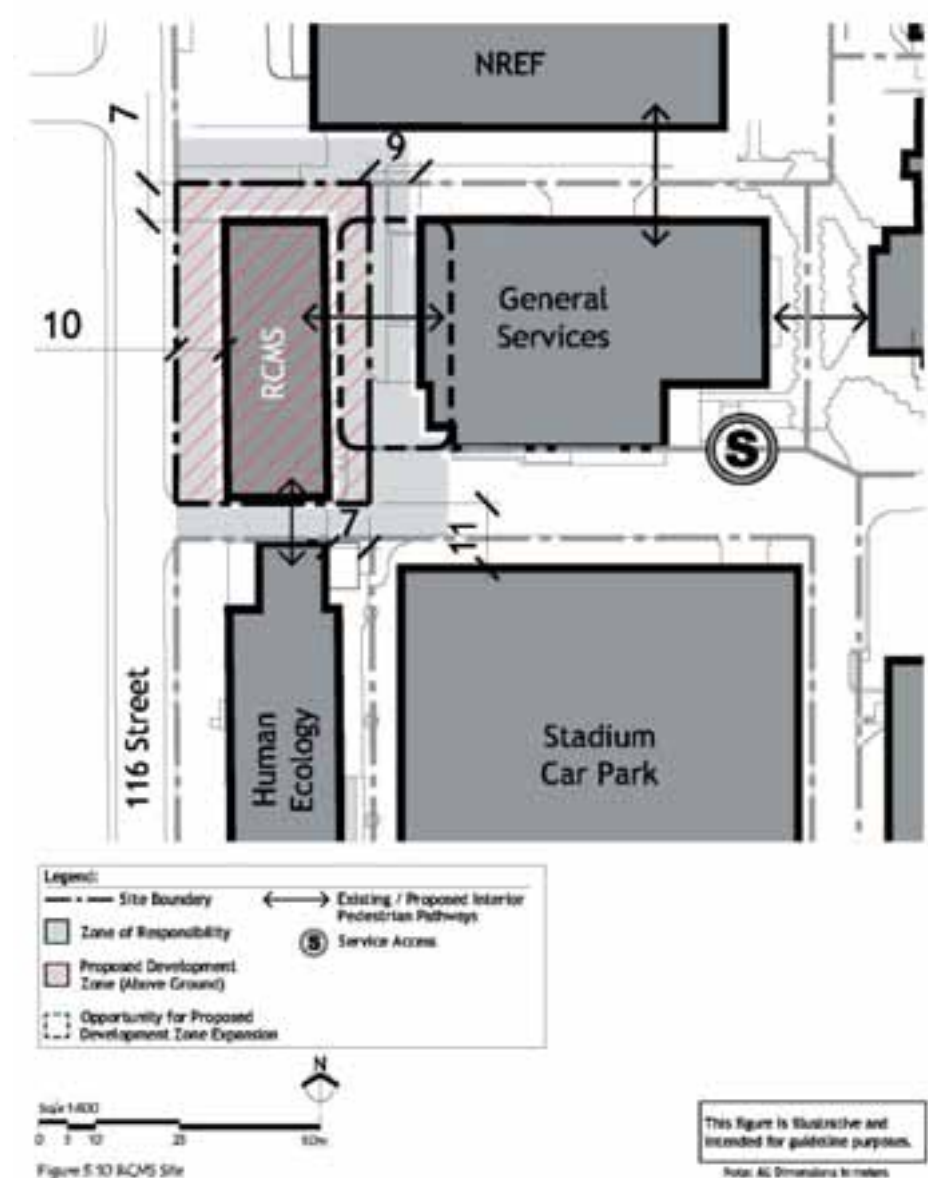 NREF
7
9
General
Services
10
RCMS
S
7
11
116 Street
Human
Ecology
Stadium
Car Park
Legend:
Site Boundary
Zone of Responsibility
Proposed Development
Zone (Above Ground)
Opportunity for Proposed
Development Zone Expansion
Existing / Proposed Interior
Pedestrian Pathways
S
Service Access
N
0 5 10 25 50m
Figure 5.10 RCMS Site
This figure is illustrative and
intended for guideline purposes.
Note: All Dimensions in meters